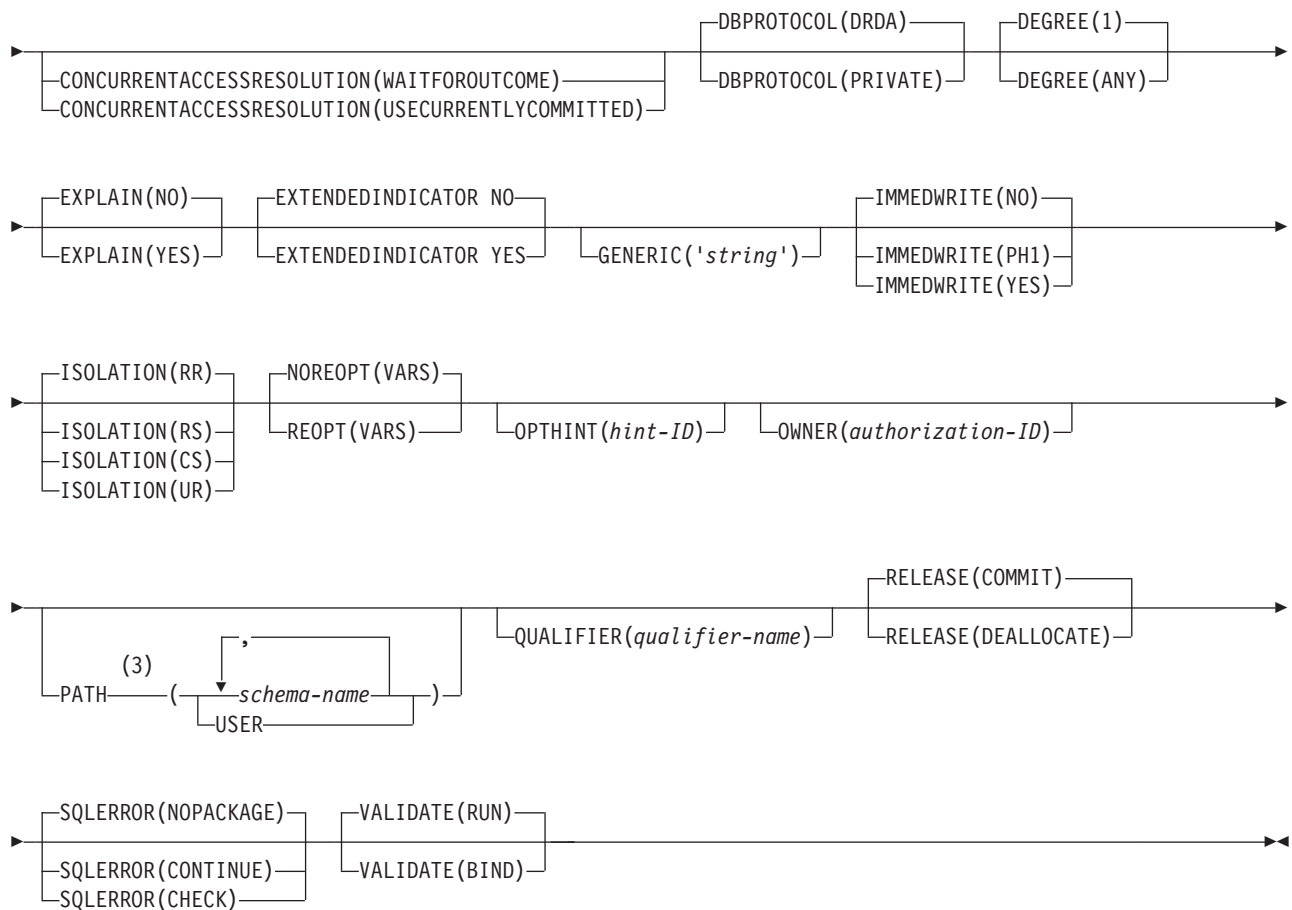 DBPROTOCOL(DRDA) DEGREE(1)
CONCURRENTACCESSRESOLUTION(WAITFOROUTCOME) DBPROTOCOL(PRIVATE) DEGREE(ANY)
CONCURRENTACCESSRESOLUTION(USECURRENTLYCOMMITTED)
EXPLAIN(NO) EXTENDEDINDICATOR NO IMMEDWRITE(NO)
EXPLAIN(YES) EXTENDEDINDICATOR YES GENERIC('string') IMMEDWRITE(PH1)
IMMEDWRITE(YES)
ISOLATION(RR) NOREOPT(VARS)
ISOLATION(RS) REOPT(VARS) OPTHINT(hint-ID) OWNER(authorization-ID)
ISOLATION(CS)
ISOLATION(UR)
RELEASE(COMMIT)
, QUALIFIER(qualifier-name) RELEASE(DEALLOCATE)
(3)
PATH ( schema-name )
USER
SQLERROR(NOPACKAGE) VALIDATE(RUN)
SQLERROR(CONTINUE) VALIDATE(BIND)
SQLERROR(CHECK)